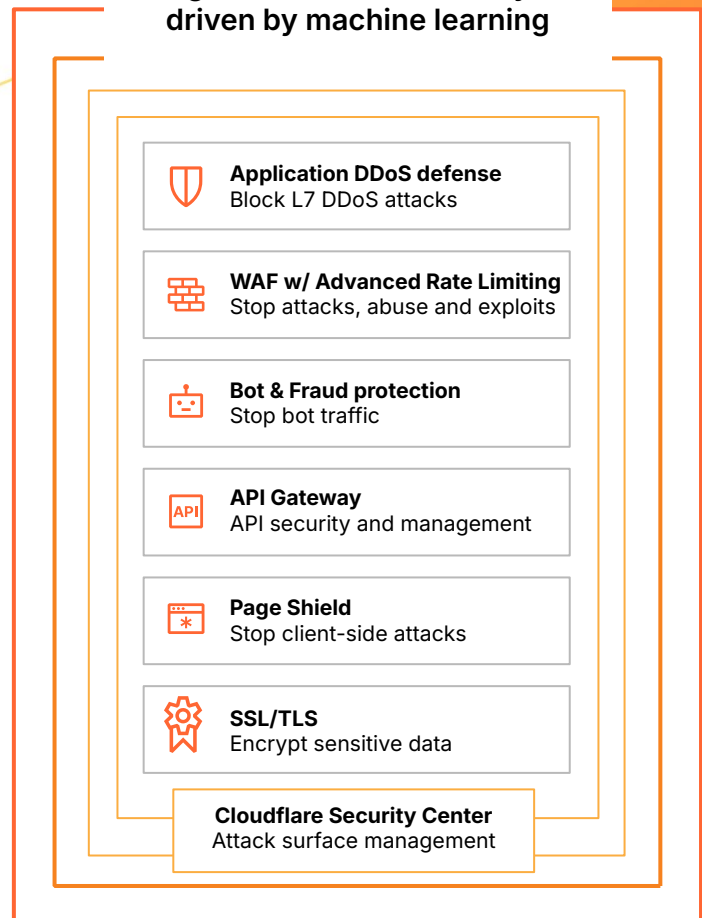 driven by machine learning
Application DDoS defense
Block L7 DDoS attacks
WAF w/ Advanced Rate Limiting
Stop attacks, abuse and exploits
Bot & Fraud protection
Stop bot traffic
API
API Gateway
API security and management
Page Shield
Stop client-side attacks
SSL/TLS
Encrypt sensitive data
Cloudflare Security Center
Attack surface management